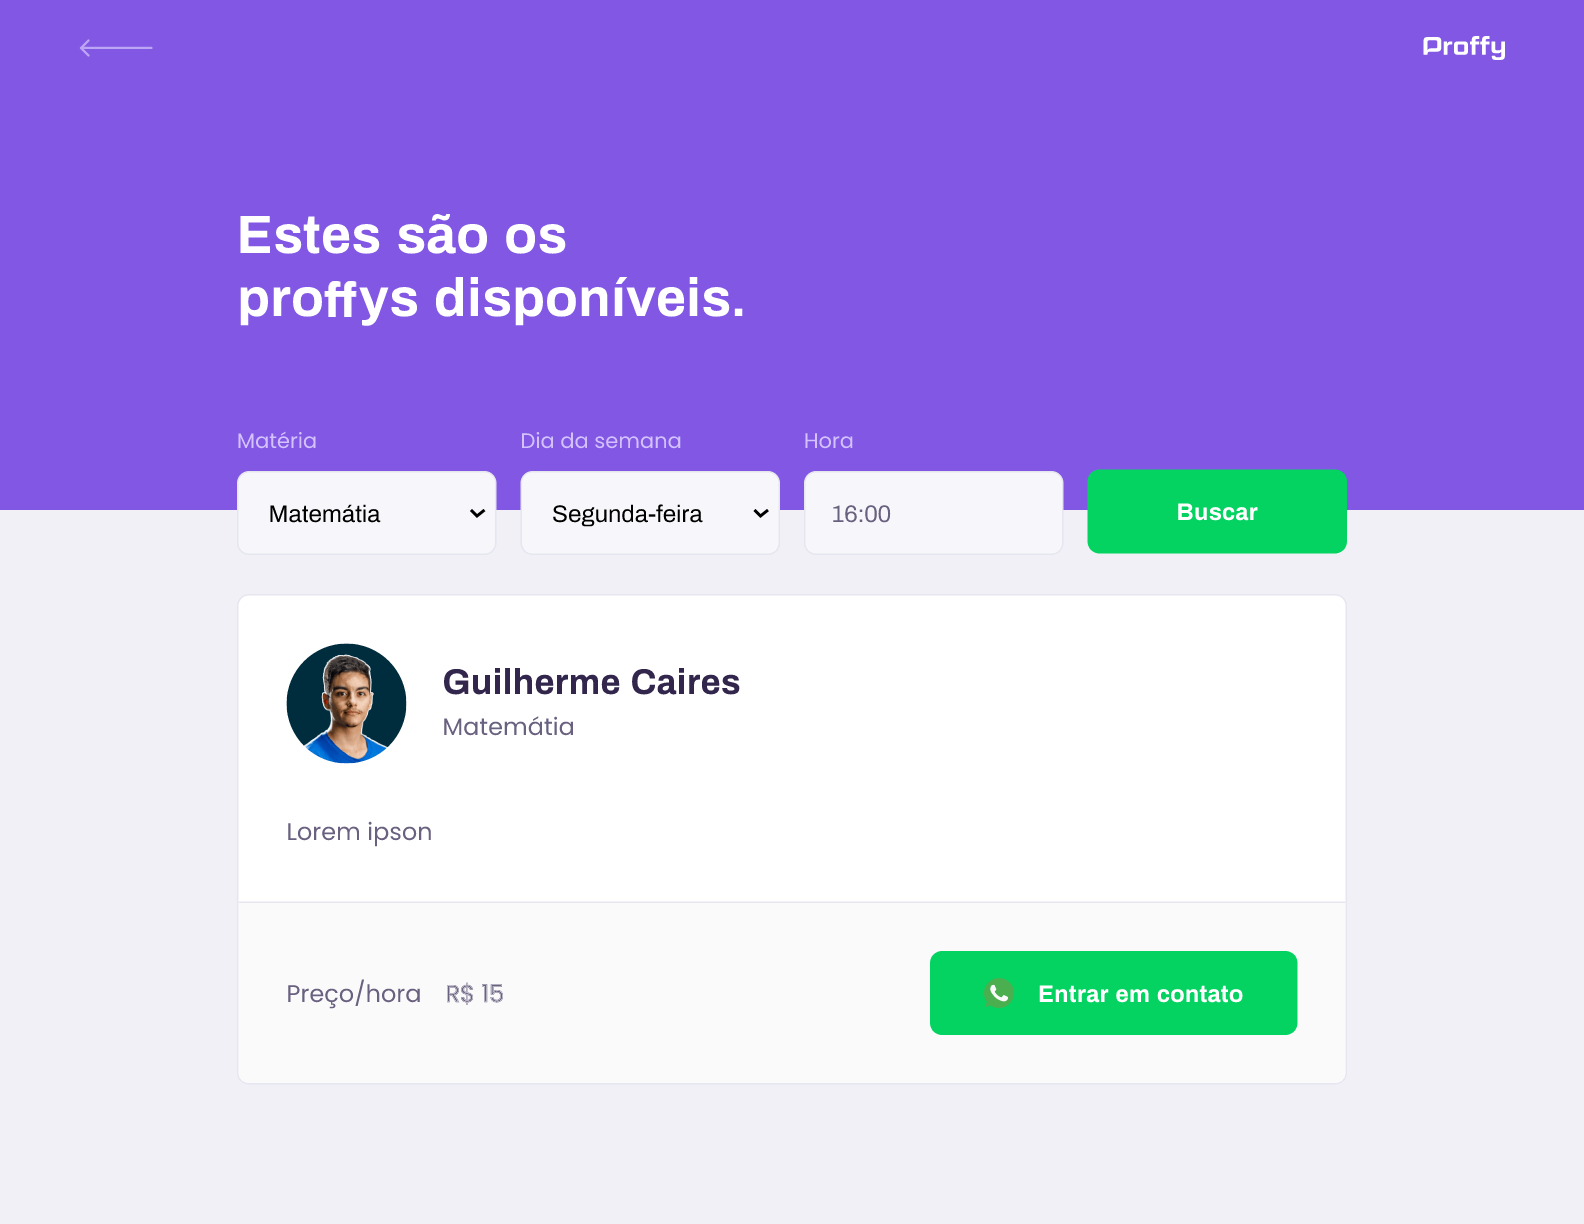 Proffy
Estes são os
proffys disponíveis.
Matéria
Dia da semana
Hora
Matemátia
Segunda-feira
16:00
Buscar
Guilherme Caires
Matemátia
Lorem ipson
Preço/hora R$ 15
Entrar em contato